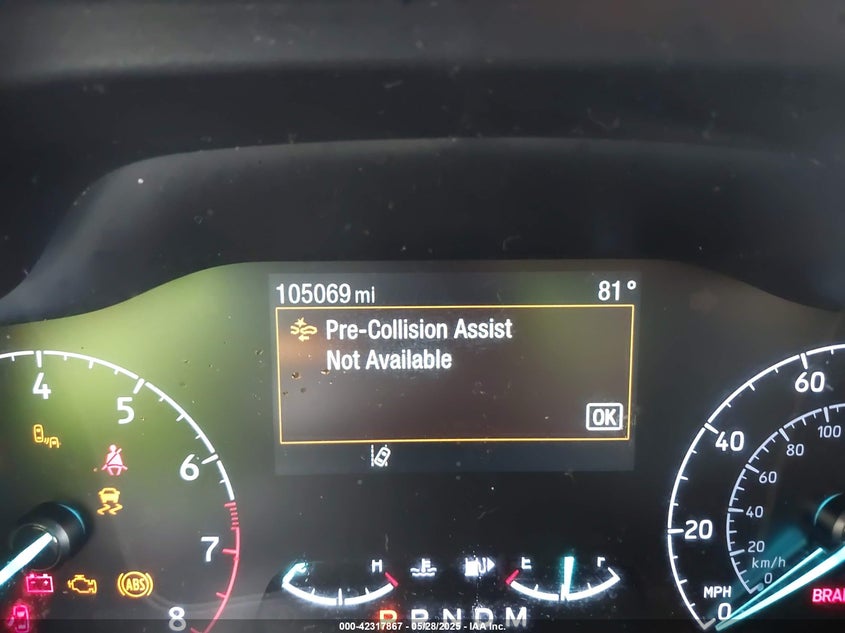 105069 mi 81°
Pre-Collision Assist
Not Available
OK
4
5
6
7
8
ABS
H
E F
P R N D M
60
40
20
0
MPH
100
80
60
40
20
km/h
0
000-42317867 - 05/28/2025 - IAA Inc.